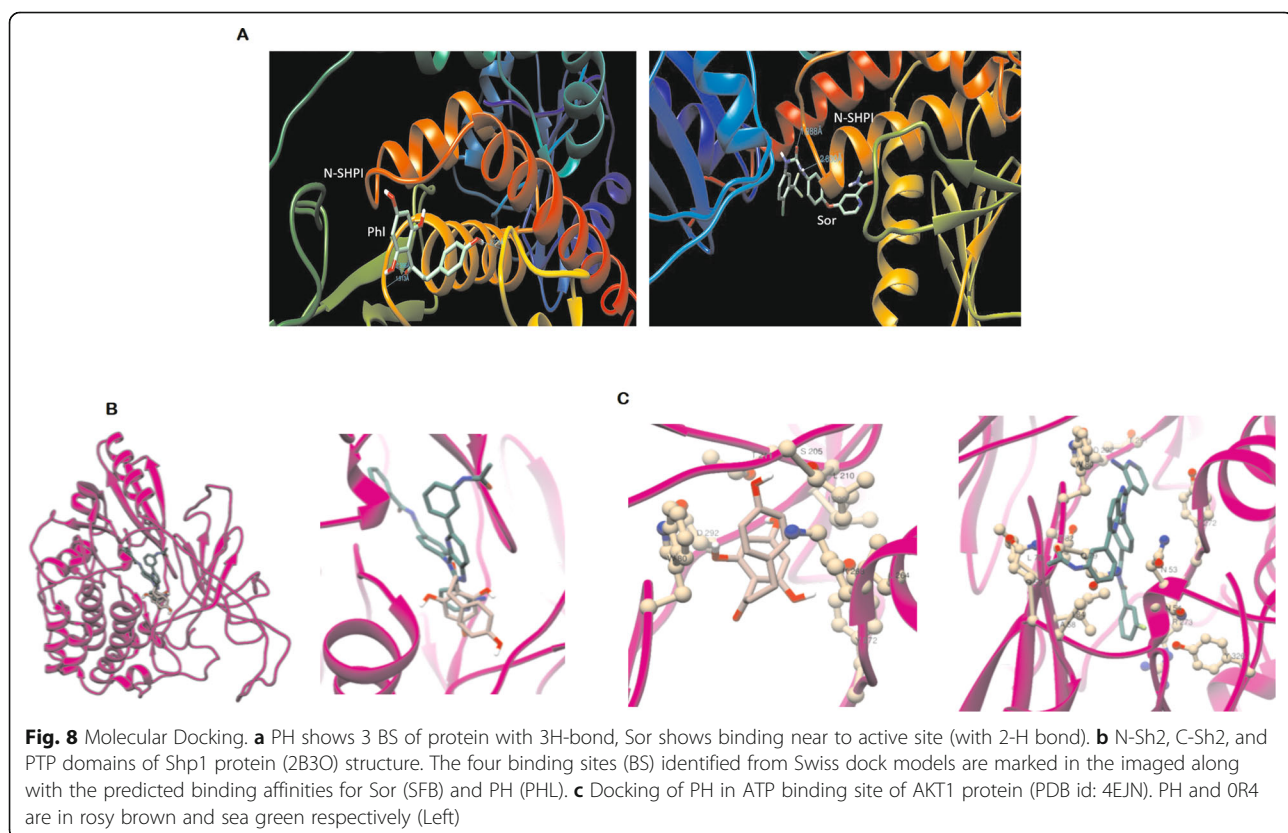 A
N-SHPI
Phl
1.913Å
N-SHPI
Sor
B
C
S 205
L 210
D 292
N 53
Fig. 8 Molecular Docking. a PH shows 3 BS of protein with 3H-bond, Sor shows binding near to active site (with 2-H bond). b N-Sh2, C-Sh2, and
PTP domains of Shp1 protein (2B3O) structure. The four binding sites (BS) identified from Swiss dock models are marked in the imaged along
with the predicted binding affinities for Sor (SFB) and PH (PHL). c Docking of PH in ATP binding site of AKT1 protein (PDB id: 4EJN). PH and 0R4
are in rosy brown and sea green respectively (Left)